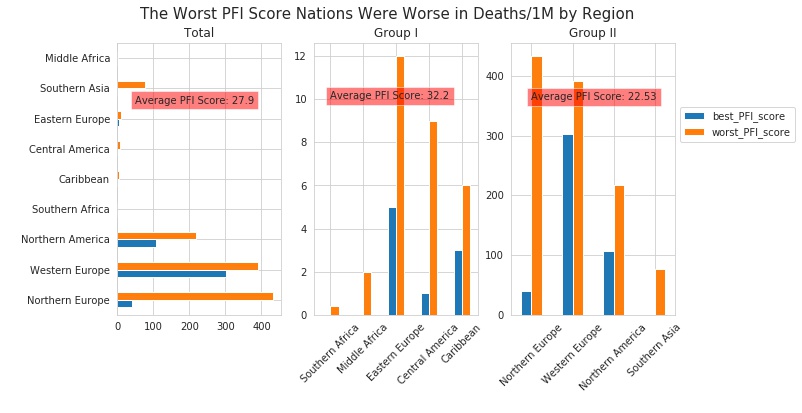 The Worst PFI Score Nations Were Worse in Deaths/1M by Region
Total
Middle Africa
Southern Asia
Eastern Europe
Central America
Caribbean
Southern Africa
Northern America
Western Europe
Northern Europe
Average PFI Score: 27.9
0 100 200 300 400
Group I
12
10
8
6
4
2
0
Average PFI Score: 32.2
Southern Africa
Middle Africa
Eastern Europe
Central America
Caribbean
Group II
400
300
200
100
0
Average PFI Score: 22.53
Northern Europe
Western Europe
Northern America
Southern Asia
best_PFI_score
worst_PFI_score